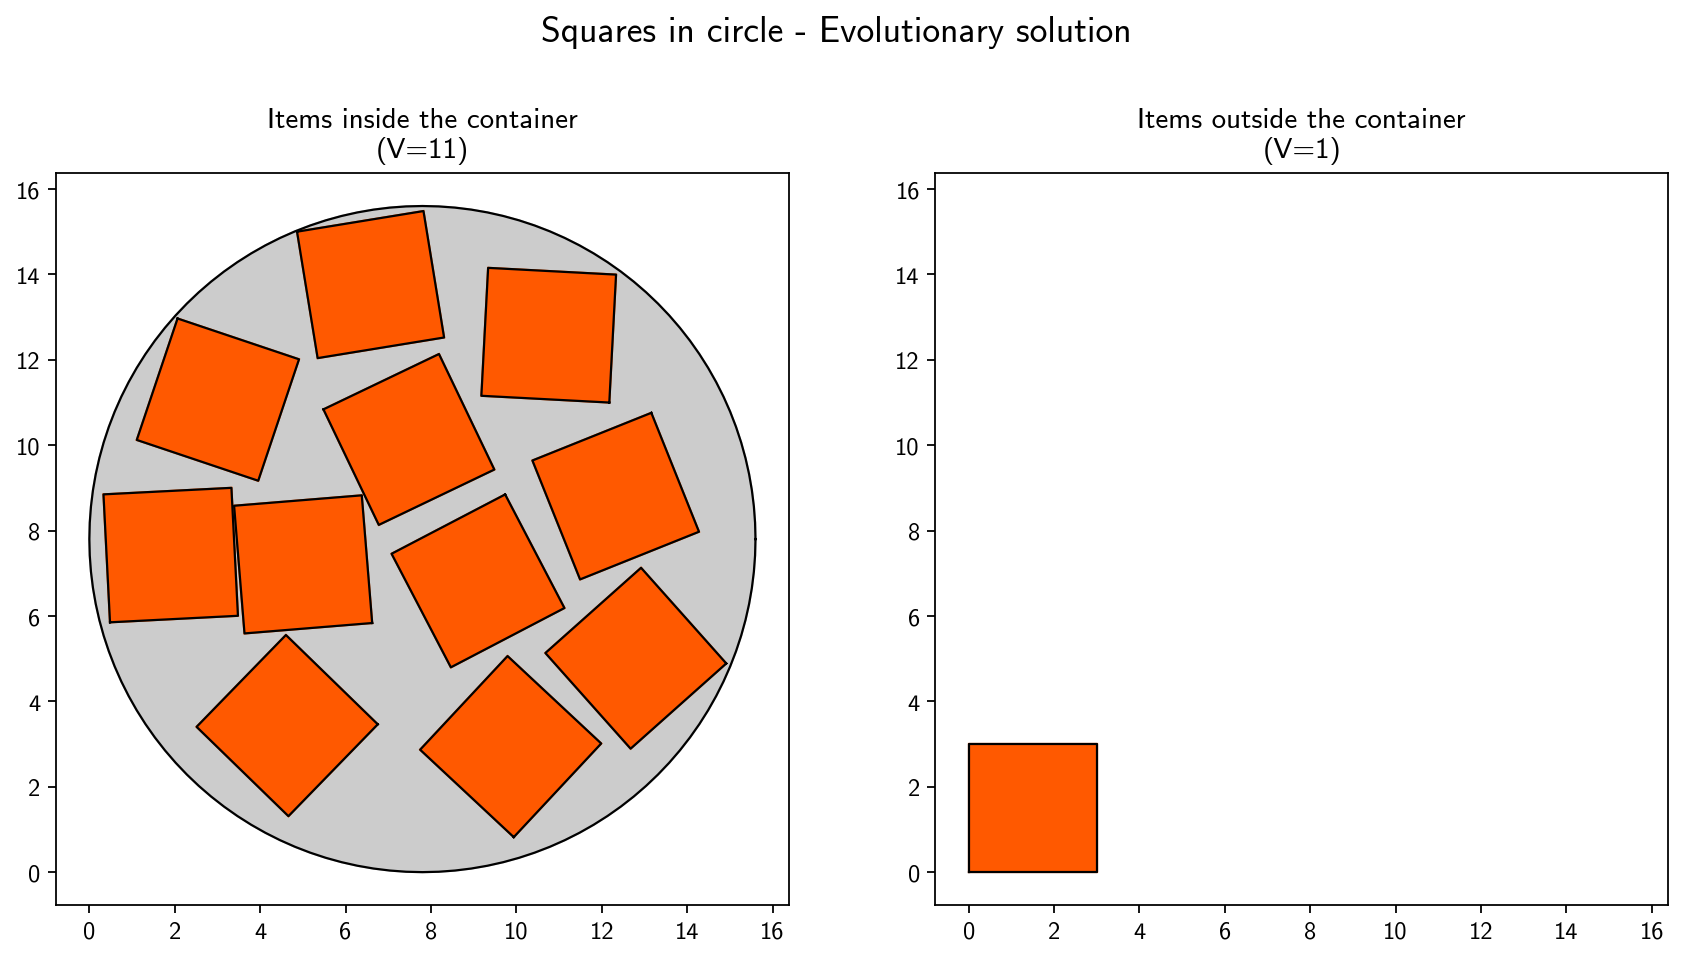 Squares in circle - Evolutionary solution
Items inside the container
(V=11)
16
14
12
10
8
6
4
2
0
0 2 4 6 8 10 12 14 16
Items outside the container
(V=1)
16
14
12
10
8
6
4
2
0
0 2 4 6 8 10 12 14 16